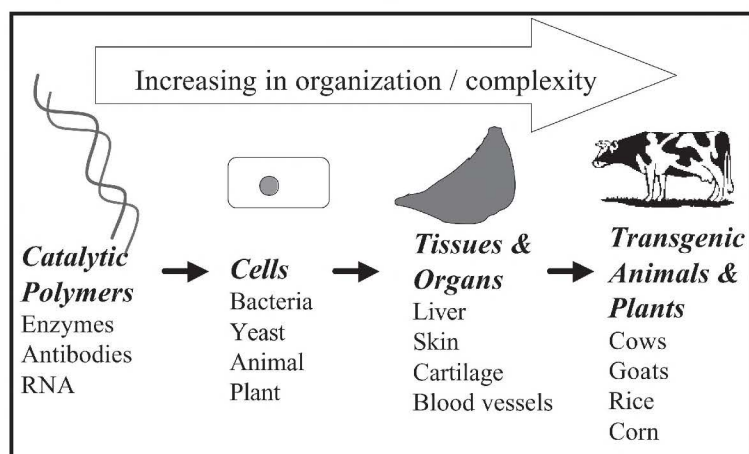 Increasing in organization / complexity
Catalytic
Polymers
Enzymes
Antibodies
RNA
Cells
Bacteria
Yeast
Animal
Plant
Tissues &
Organs
Liver
Skin
Cartilage
Blood vessels
Transgenic
Animals &
Plants
Cows
Goats
Rice
Corn